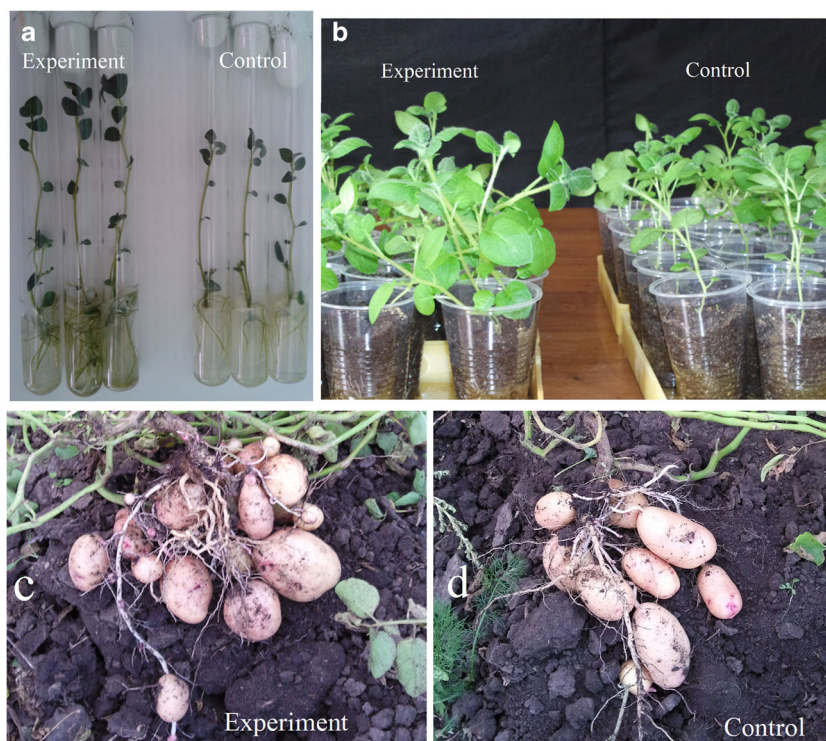 a
Experiment
Control
b
Experiment
Control
c
Experiment
d
Control